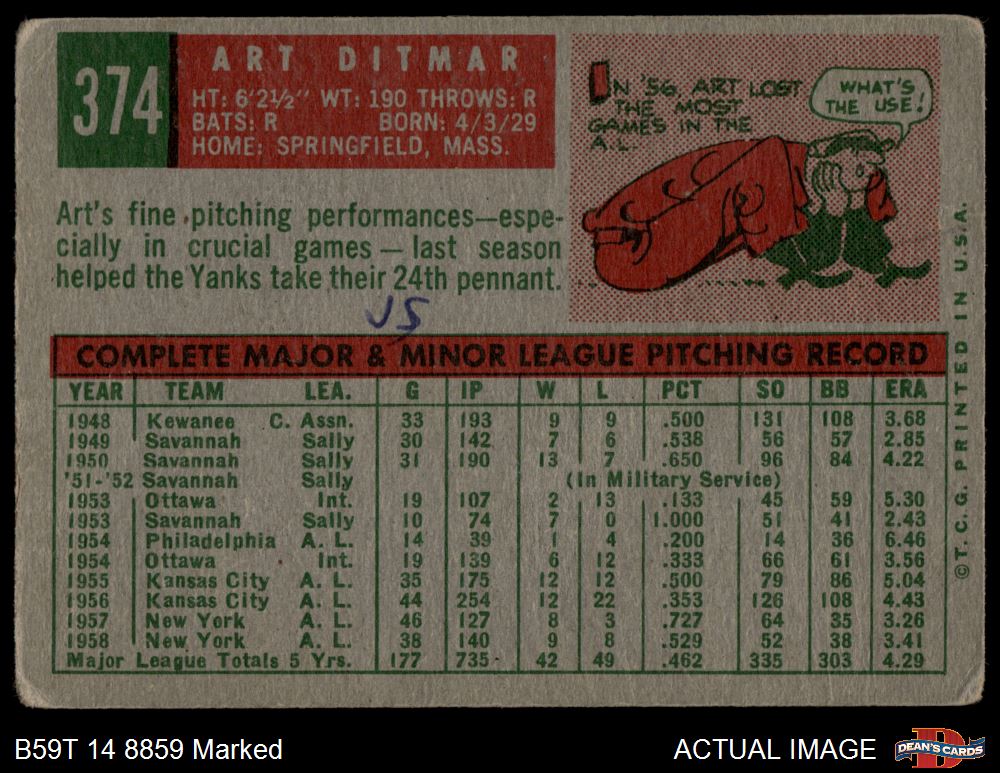 374
ART DITMAR
HT: 6'2½" WT: 190 THROWS: R
BATS: R BORN: 4/3/29
HOME: SPRINGFIELD, MASS.
IN '56, ART LOST
THE MOST
GAMES IN THE
A.L.
WHAT'S
THE USE!
Art's fine pitching performances—espe-
cially in crucial games — last season
helped the Yanks take their 24th pennant.
JS
COMPLETE MAJOR & MINOR LEAGUE PITCHING RECORD
YEAR TEAM LEA. G IP W L PCT SO BB ERA
1948 Kewanee C. Assn. 33 193 9 9 .500 131 108 3.68
1949 Savannah Sally 30 142 7 6 .538 56 57 2.85
1950 Savannah Sally 31 190 13 7 .650 96 84 4.22
'51-'52 Savannah Sally (In Military Service)
1953 Ottawa Int. 19 107 2 13 .133 45 59 5.30
1953 Savannah Sally 10 74 7 0 1.000 51 41 2.43
1954 Philadelphia A. L. 14 39 1 4 .200 14 36 6.46
1954 Ottawa Int. 19 139 6 12 .333 66 61 3.56
1955 Kansas City A. L. 35 175 12 12 .500 79 86 5.04
1956 Kansas City A. L. 44 254 12 22 .353 126 108 4.43
1957 New York A. L. 46 127 8 3 .727 64 35 3.26
1958 New York A. L. 38 140 9 8 .529 52 38 3.41
Major League Totals 5 Yrs. 177 735 42 49 .462 335 303 4.29
© T. C. G. PRINTED IN U.S.A.
B59T 14 8859 Marked
ACTUAL IMAGE
D
DEAN'S CARDS